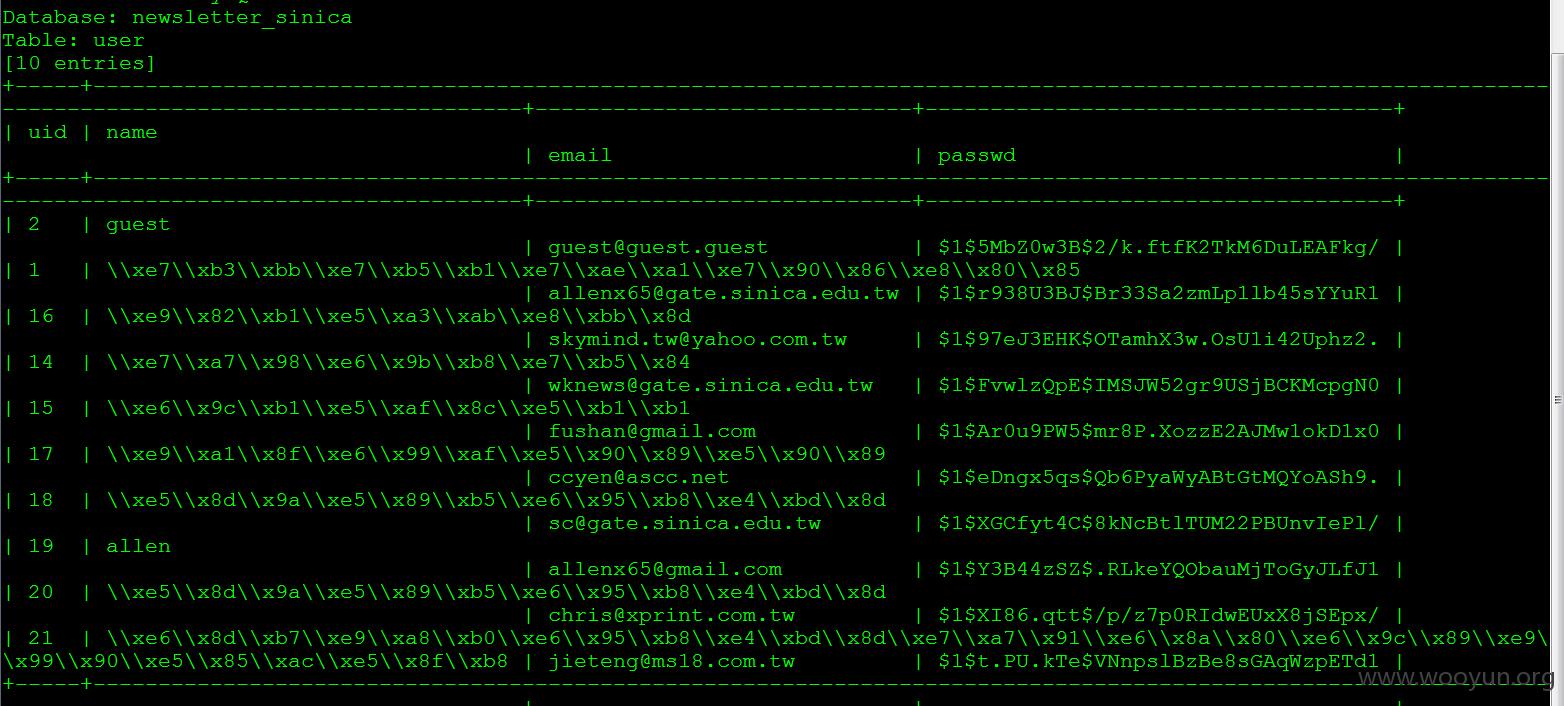 Database: newsletter_sinica
Table: user
[10 entries]
+-----+----------------------------------------------------------------------------------------------------------------
----------------------------------------+-----------------------------+------------------------------------+
| uid | name
| email | passwd |
+-----+----------------------------------------------------------------------------------------------------------------
----------------------------------------+-----------------------------+------------------------------------+
| 2 | guest
| guest@guest.guest | $1$5MbZ0w3B$2/k.ftfK2TkM6DuLEAFkg/ |
| 1 | \\xe7\\xb3\\xbb\\xe7\\xb5\\xb1\\xe7\\xae\\xa1\\xe7\\x90\\x86\\xe8\\x80\\x85
| allenx65@gate.sinica.edu.tw | $1$r938U3BJ$Br33Sa2zmLp1lb45sYYuR1 |
| 16 | \\xe9\\x82\\xb1\\xe5\\xa3\\xab\\xe8\\xbb\\x8d
| skymind.tw@yahoo.com.tw | $1$97eJ3EHK$OTamhX3w.OsU1i42Uphz2. |
| 14 | \\xe7\\xa7\\x98\\xe6\\x9b\\xb8\\xe7\\xb5\\x84
| wknews@gate.sinica.edu.tw | $1$FvwlzQpE$IMSJW52gr9USjBCKMcpgN0 |
| 15 | \\xe6\\x9c\\xb1\\xe5\\xaf\\x8c\\xe5\\xb1\\xb1
| fushan@gmail.com | $1$Ar0u9PW5$mr8P.XozzE2AJMw1okD1x0 |
| 17 | \\xe9\\xa1\\x8f\\xe6\\x99\\xaf\\xe5\\x90\\x89\\xe5\\x90\\x89
| ccyen@ascc.net | $1$eDngx5qs$Qb6PyaWyABtGtMQYoASh9. |
| 18 | \\xe5\\x8d\\x9a\\xe5\\x89\\xb5\\xe6\\x95\\xb8\\xe4\\xbd\\x8d
| sc@gate.sinica.edu.tw | $1$XGCfyt4C$8kNcBtlTUM22PBUnvIePl/ |
| 19 | allen
| allenx65@gmail.com | $1$Y3B44zSZ$.RLkeYQObauMjToGyJLfJ1 |
| 20 | \\xe5\\x8d\\x9a\\xe5\\x89\\xb5\\xe6\\x95\\xb8\\xe4\\xbd\\x8d
| chris@xprint.com.tw | $1$XI86.qtt$/p/z7p0RIdwEUxX8jSEpx/ |
| 21 | \\xe6\\x8d\\xb7\\xe9\\xa8\\xb0\\xe6\\x95\\xb8\\xe4\\xbd\\x8d\\xe7\\xa7\\x91\\xe6\\x8a\\x80\\xe6\\x9c\\x89\\xe9\
\x99\\x90\\xe5\\x85\\xac\\xe5\\x8f\\xb8 | jieteng@ms18.com.tw | $1$t.PU.kTe$VNnpslBzBe8sGAqWzpETd1 |
www.wooyun.org